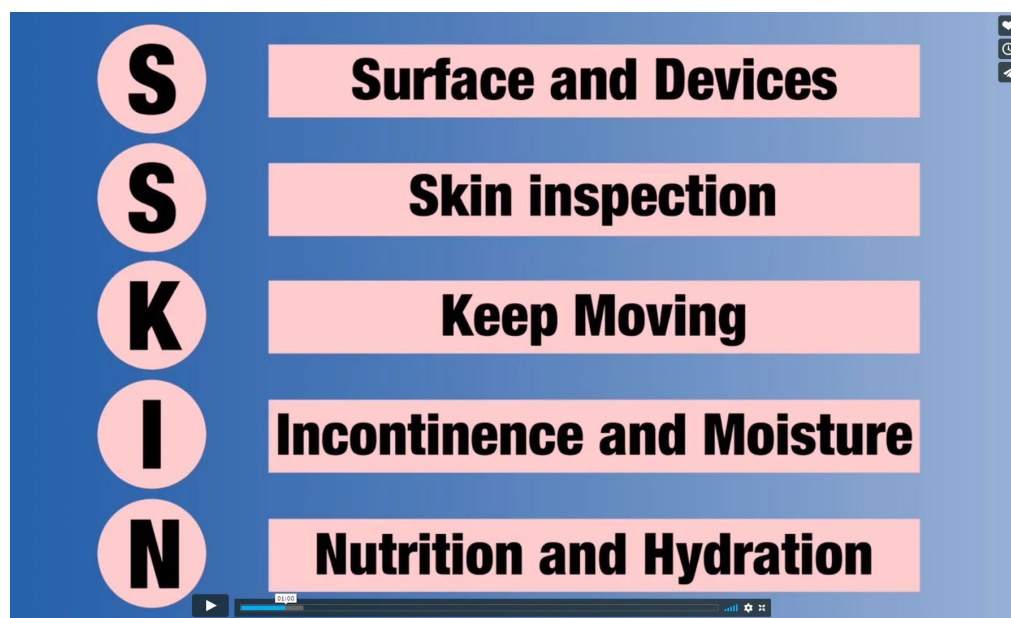 S Surface and Devices
S Skin inspection
K Keep Moving
I Incontinence and Moisture
N Nutrition and Hydration
01:00